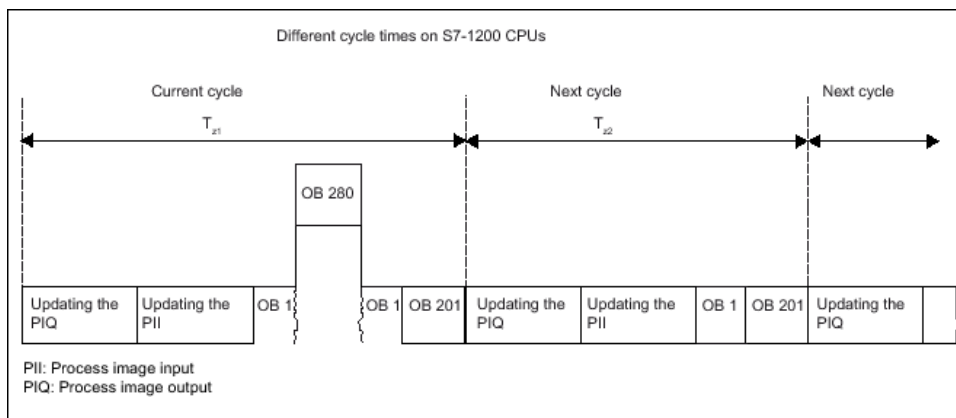 Different cycle times on S7-1200 CPUs
Current cycle
Next cycle
Next cycle
Tz1
Tz2
OB 280
Updating the
PIQ
Updating the
PII
OB 1
OB 1
OB 201
Updating the
PIQ
Updating the
PII
OB 1
OB 201
Updating the
PIQ
PII: Process image input
PIQ: Process image output